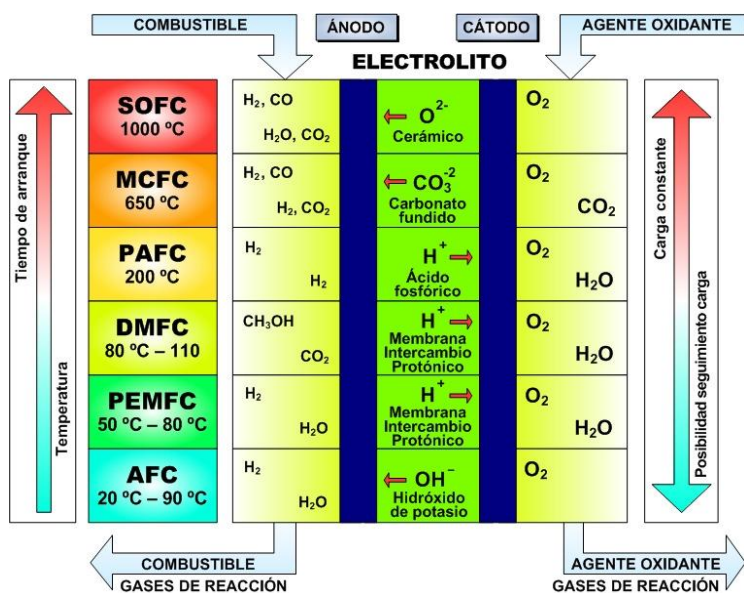 COMBUSTIBLE
ÁNODO
CÁTODO
AGENTE OXIDANTE
ELECTROLITO
Tiempo de arranque
Temperatura
SOFC
1000 ºC
H2, CO
H2O, CO2
O2-
Cerámico
O2
MCFC
650 ºC
H2, CO
H2, CO2
CO3-2
Carbonato
fundido
O2
CO2
PAFC
200 ºC
H2
H2
H+
Ácido
fosfórico
O2
H2O
DMFC
80 ºC – 110
CH3OH
CO2
H+
Membrana
Intercambio
Protónico
O2
H2O
PEMFC
50 ºC – 80 ºC
H2
H2O
H+
Membrana
Intercambio
Protónico
O2
H2O
AFC
20 ºC – 90 ºC
H2
H2O
OH–
Hidróxido
de potasio
O2
Carga constante
Posibilidad seguimiento carga
COMBUSTIBLE
GASES DE REACCIÓN
AGENTE OXIDANTE
GASES DE REACCIÓN